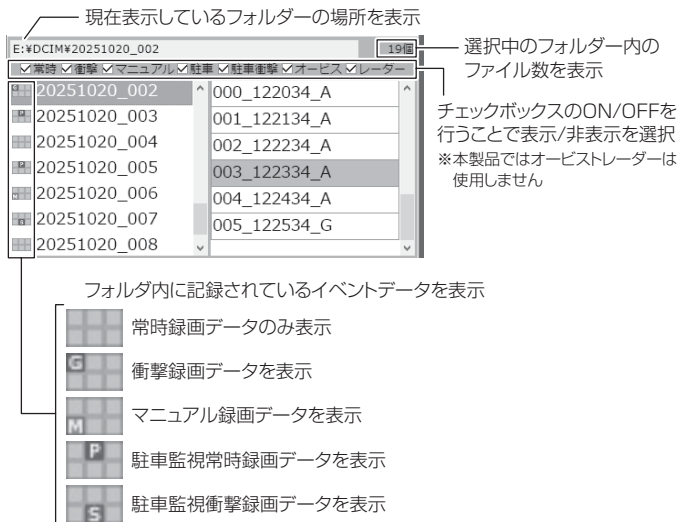 現在表示しているフォルダーの場所を表示
E:¥DCIM¥20251020_002
19個
選択中のフォルダー内の
ファイル数を表示
常時 衝撃 マニュアル 駐車 駐車衝撃 オービス レーダー
チェックボックスのON/OFFを
行うことで表示/非表示を選択
※本製品ではオービストレーダーは
使用しません
G 20251020_002
P 20251020_003
20251020_004
P 20251020_005
M 20251020_006
S 20251020_007
20251020_008
000_122034_A
001_122134_A
002_122234_A
003_122334_A
004_122434_A
005_122534_G
フォルダ内に記録されているイベントデータを表示
常時録画データのみ表示
G 衝撃録画データを表示
M マニュアル録画データを表示
P 駐車監視常時録画データを表示
S 駐車監視衝撃録画データを表示